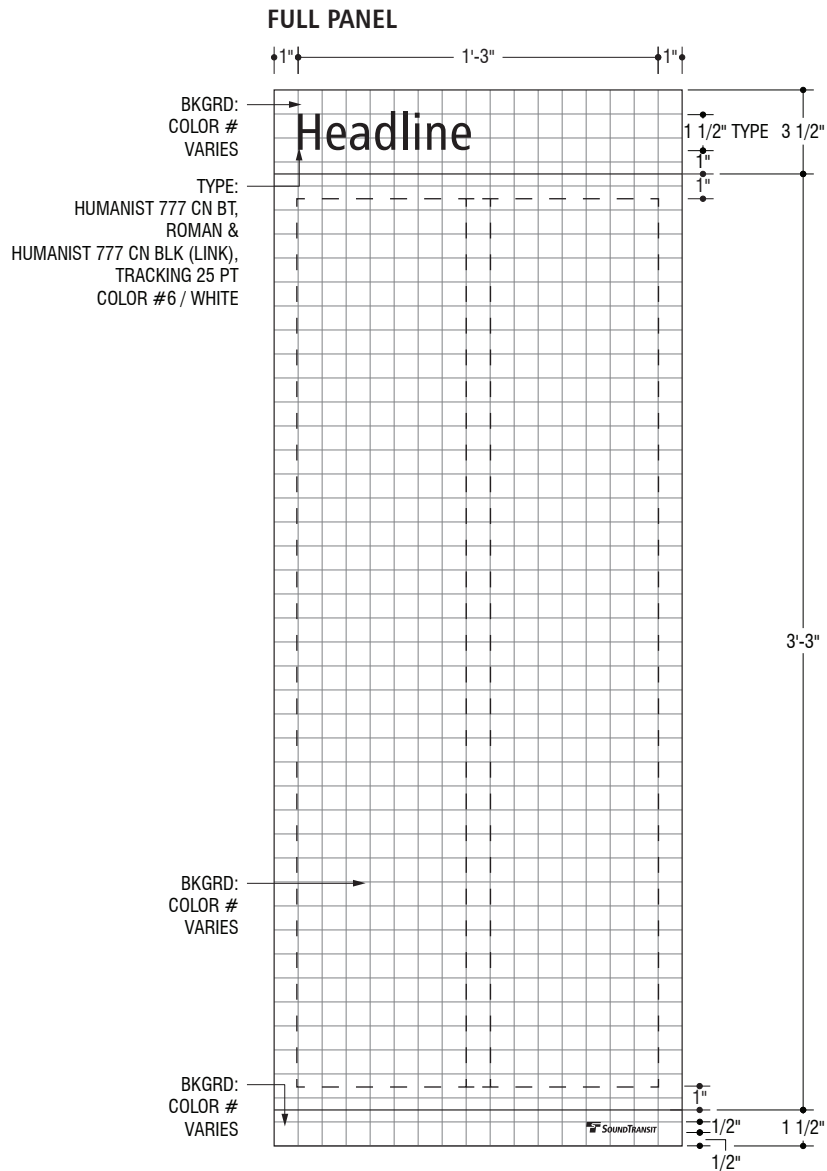 FULL PANEL
1" 1'-3" 1"
BKGRD:
COLOR #
VARIES
Headline
1 1/2" TYPE 3 1/2"
1"
1"
TYPE:
HUMANIST 777 CN BT,
ROMAN &
HUMANIST 777 CN BLK (LINK),
TRACKING 25 PT
COLOR #6 / WHITE
3'-3"
BKGRD:
COLOR #
VARIES
BKGRD:
COLOR #
VARIES
1"
SOUNDTRANSIT
1/2" 1 1/2"
1/2"